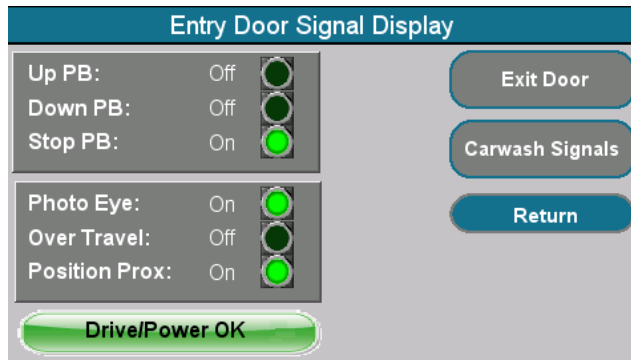 Entry Door Signal Display
Up PB: Off
Down PB: Off
Stop PB: On
Photo Eye: On
Over Travel: Off
Position Prox: On
Drive/Power OK
Exit Door
Carwash Signals
Return